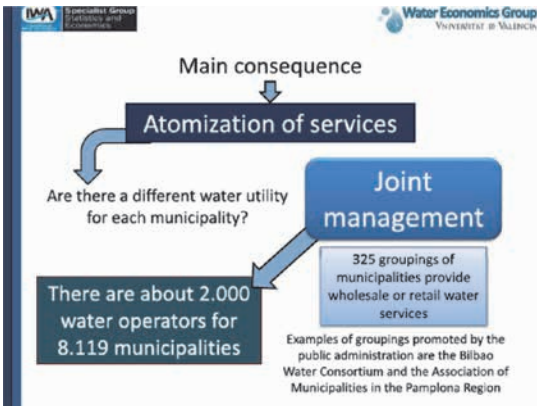 IWA
Specialist Group
Statistics and
Economics
Water Economics Group
VNIVERSITAT DE VALENCIA
Main consequence
Atomization of services
Are there a different water utility
for each municipality?
Joint
management
325 groupings of
municipalities provide
wholesale or retail water
services
There are about 2.000
water operators for
8.119 municipalities
Examples of groupings promoted by the
public administration are the Bilbao
Water Consortium and the Association of
Municipalities in the Pamplona Region